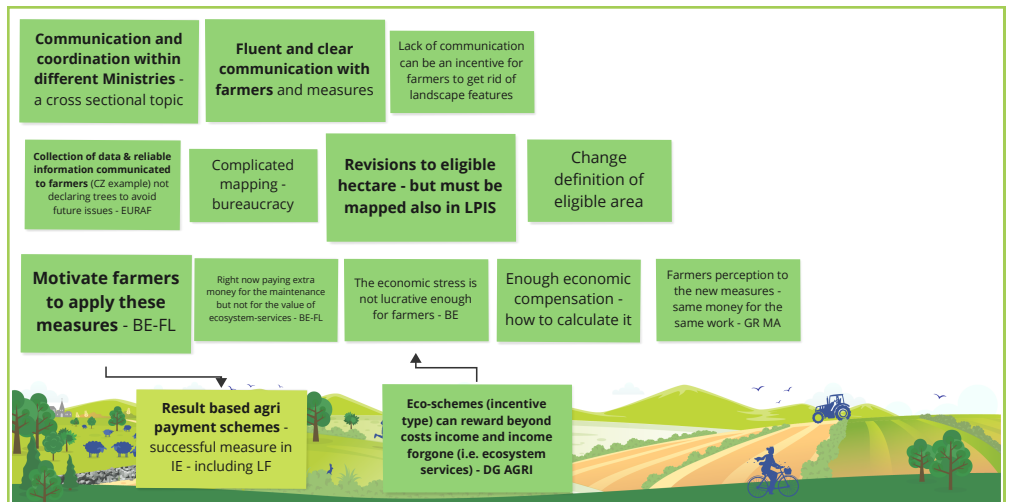 Communication and
coordination within
different Ministries -
a cross sectional topic
Fluent and clear
communication with
farmers and measures
Lack of communication
can be an incentive for
farmers to get rid of
landscape features
Collection of data & reliable
information communicated
to farmers (CZ example) not
declaring trees to avoid
future issues - EURAF
Complicated
mapping -
bureaucracy
Revisions to eligible
hectare - but must be
mapped also in LPIS
Change
definition of
eligible area
Motivate farmers
to apply these
measures - BE-FL
Right now paying extra
money for the maintenance
but not for the value of
ecosystem-services - BE-FL
The economic stress is
not lucrative enough
for farmers - BE
Enough economic
compensation -
how to calculate it
Farmers perception to
the new measures -
same money for the
same work - GR MA
Result based agri
payment schemes -
successful measure in
IE - including LF
Eco-schemes (incentive
type) can reward beyond
costs income and income
forgone (i.e. ecosystem
services) - DG AGRI